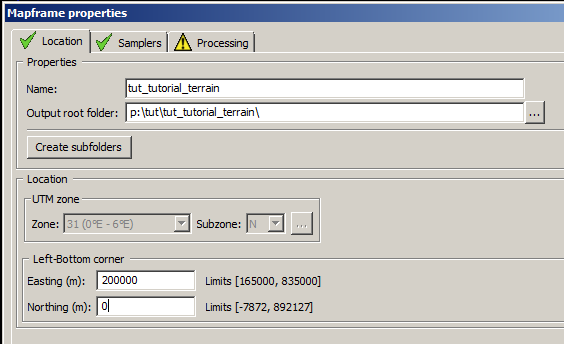 Mapframe properties
Location Samplers Processing
Properties
Name: tut_tutorial_terrain
Output root folder: p:\tut\tut_tutorial_terrain\ ...
Create subfolders
Location
UTM zone
Zone: 31 (0°E - 6°E) Subzone: N ...
Left-Bottom corner
Easting (m): 200000 Limits [165000, 835000]
Northing (m): 0 Limits [-7872, 892127]